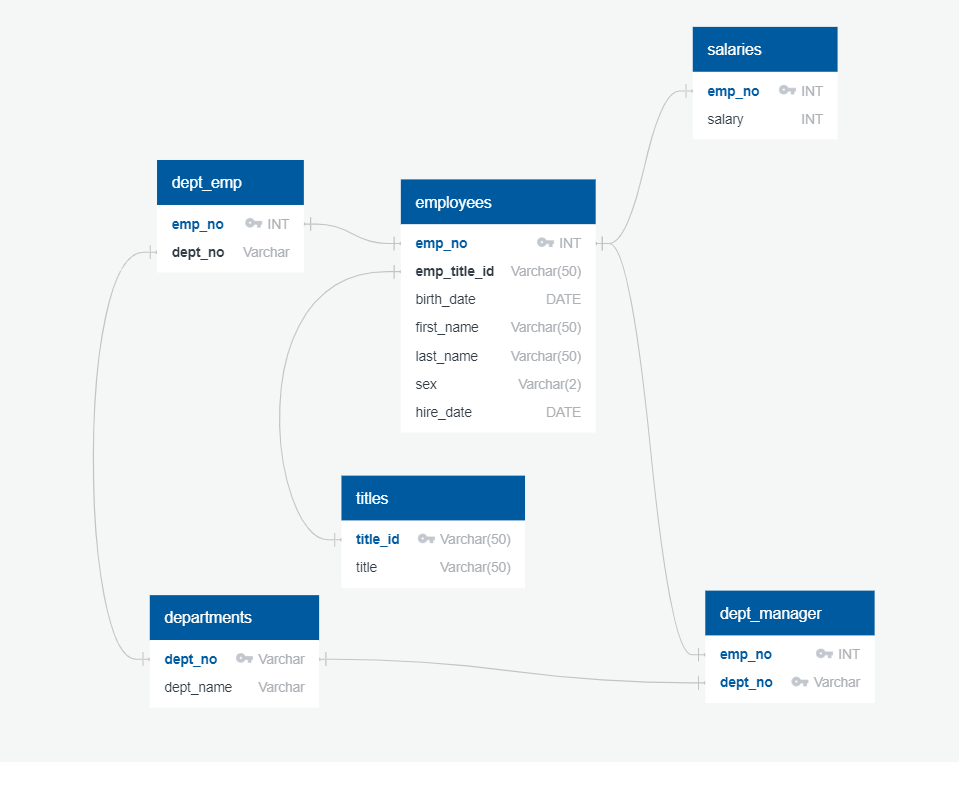 salaries
emp_no INT
salary INT
dept_emp
emp_no INT
dept_no Varchar
employees
emp_no INT
emp_title_id Varchar(50)
birth_date DATE
first_name Varchar(50)
last_name Varchar(50)
sex Varchar(2)
hire_date DATE
titles
title_id Varchar(50)
title Varchar(50)
departments
dept_no Varchar
dept_name Varchar
dept_manager
emp_no INT
dept_no Varchar